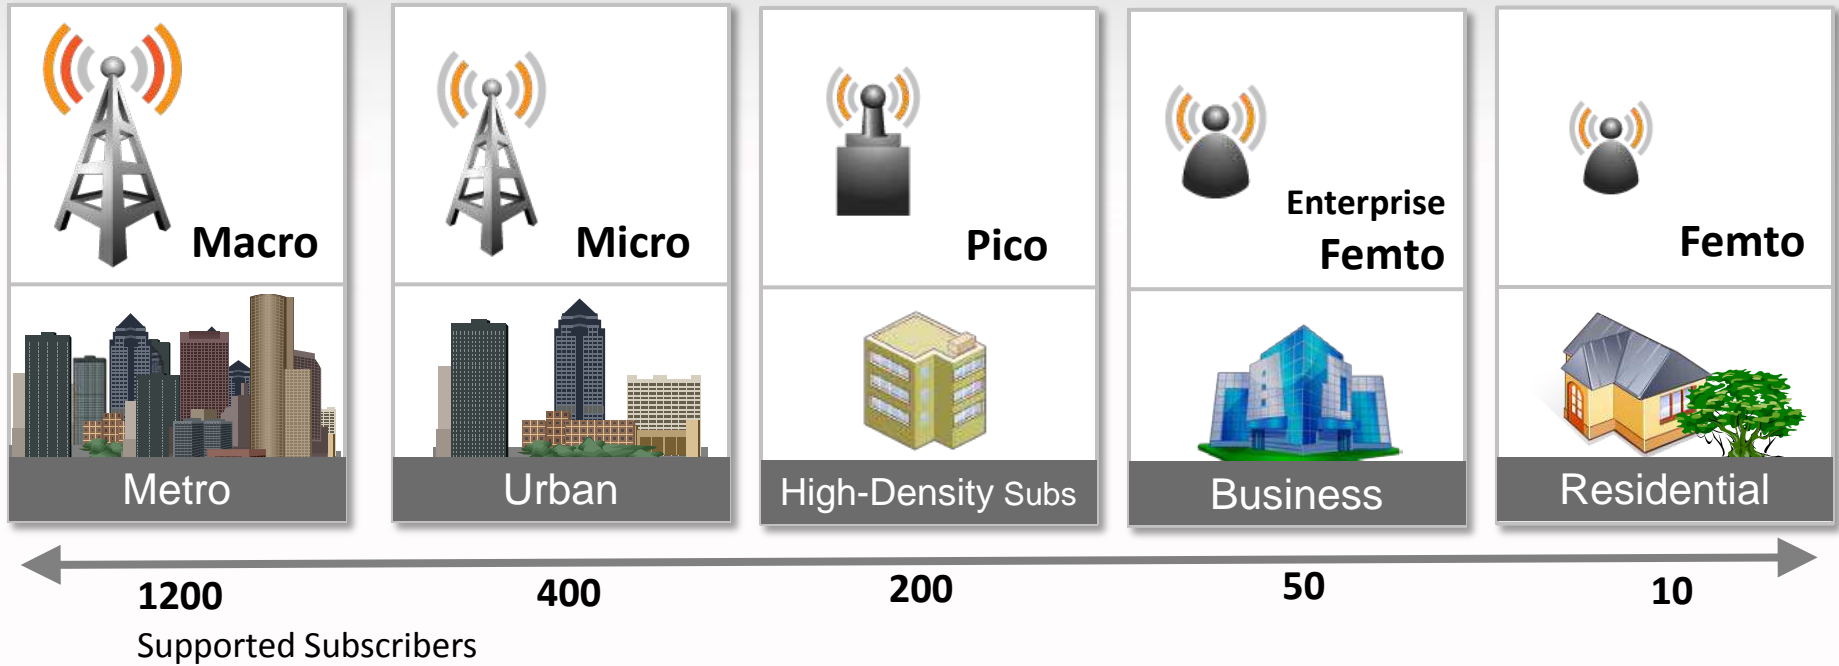 Macro
Metro
Micro
Urban
Pico
High-Density Subs
Enterprise
Femto
Business
Femto
Residential
1200
400
200
50
10
Supported Subscribers